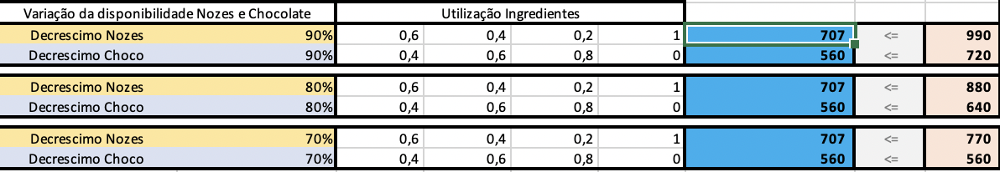 Variação da disponibilidade Nozes e Chocolate Utilização Ingredientes
Decrescimo Nozes 90% 0,6 0,4 0,2 1 707 <= 990
Decrescimo Choco 90% 0,4 0,6 0,8 0 560 <= 720
Decrescimo Nozes 80% 0,6 0,4 0,2 1 707 <= 880
Decrescimo Choco 80% 0,4 0,6 0,8 0 560 <= 640
Decrescimo Nozes 70% 0,6 0,4 0,2 1 707 <= 770
Decrescimo Choco 70% 0,4 0,6 0,8 0 560 <= 560